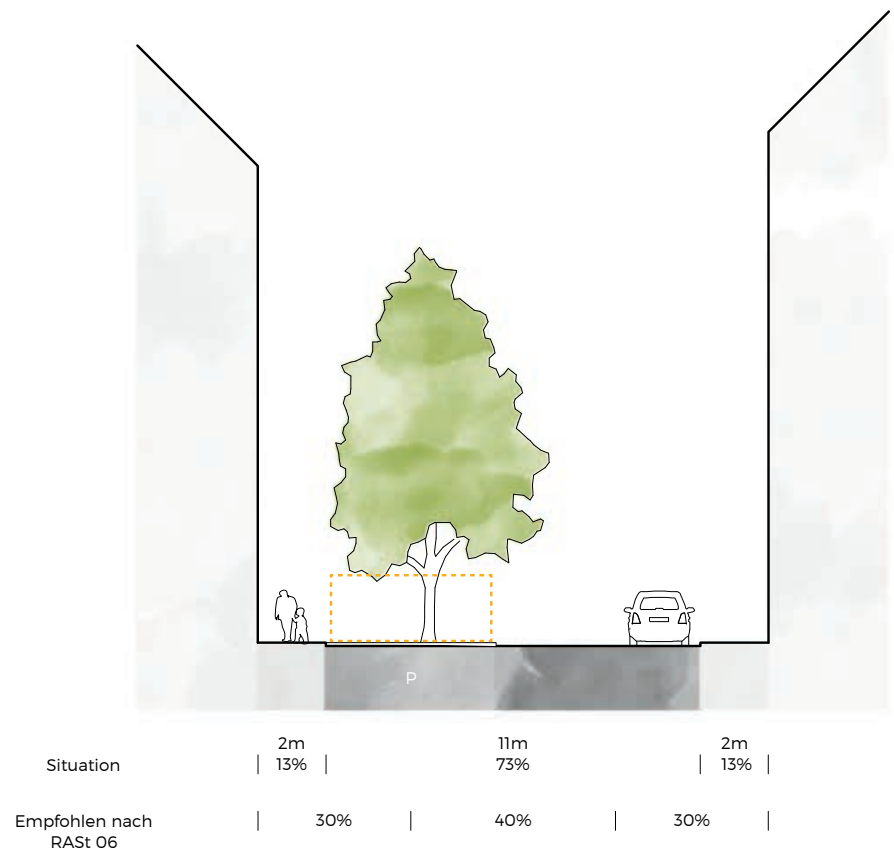 P
2m 11m 2m
Situation | 13% | 73% | 13% |
Empfohlen nach | 30% | 40% | 30% |
RASt 06